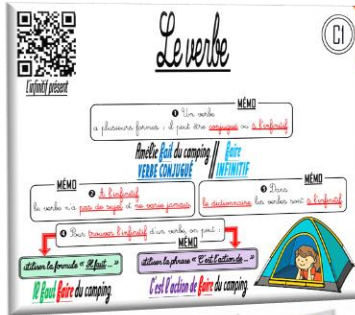 Le verbe
C1
L'infinitif présent
MÉMO
❶ Un verbe
a plusieurs formes : il peut être conjugué ou à l'infinitif
Amélie fait du camping // faire
VERBE CONJUGUÉ INFINITIF
MÉMO
❷ À l'infinitif
le verbe n'a pas de sujet et ne varie jamais
MÉMO
❸ Dans
le dictionnaire les verbes sont à l'infinitif
❹ Pour trouver l'infinitif d'un verbe, on peut :
MÉMO
utiliser la formule « Il faut ... »
Il faut faire du camping
utiliser la phrase « C'est l'action de ... »
C'est l'action de faire du camping